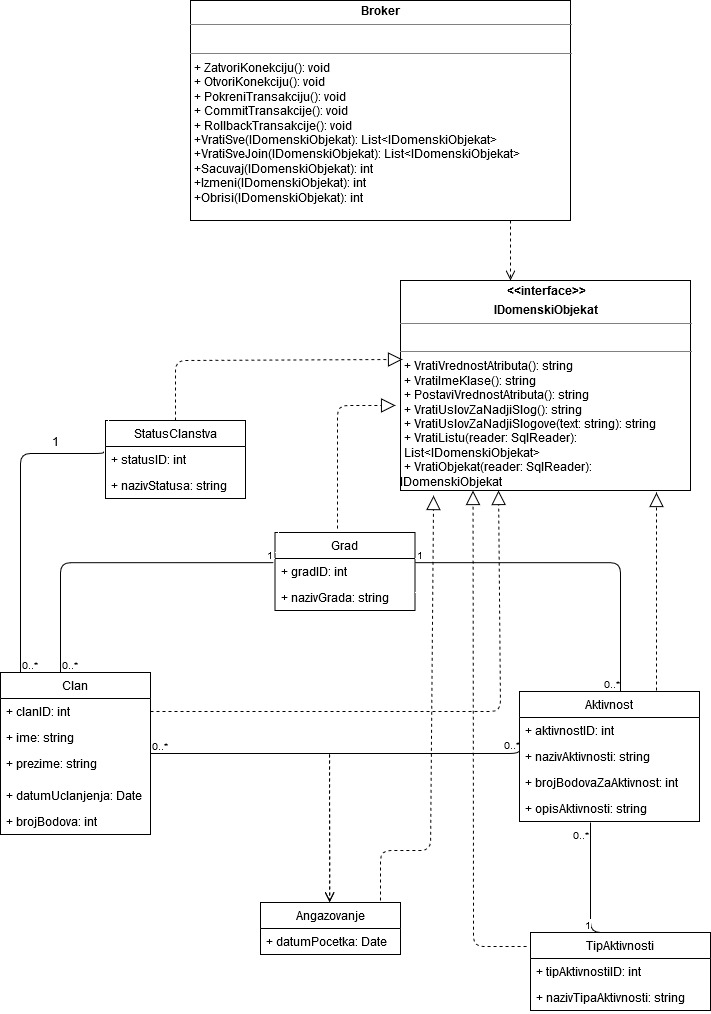 Broker
+ ZatvoriKonekciju(): void
+ OtvoriKonekciju(): void
+ PokreniTransakciju(): void
+ CommitTransakcije(): void
+ RollbackTransakcije(): void
+VratiSve(IDomenskiObjekat): List<IDomenskiObjekat>
+VratiSveJoin(IDomenskiObjekat): List<IDomenskiObjekat>
+Sacuvaj(IDomenskiObjekat): int
+Izmeni(IDomenskiObjekat): int
+Obrisi(IDomenskiObjekat): int
<<interface>>
IDomenskiObjekat
+ VratiVrednostAtributa(): string
+ VratiImeKlase(): string
+ PostaviVrednostAtributa(): string
+ VratiUslovZaNadjiSlog(): string
+ VratiUslovZaNadjiSlogove(text: string): string
+ VratiListu(reader: SqlReader):
List<IDomenskiObjekat>
+ VratiObjekat(reader: SqlReader):
IDomenskiObjekat
StatusClanstva
+ statusID: int
+ nazivStatusa: string
1
Grad
+ gradID: int
+ nazivGrada: string
1
1
0..*
0..*
0..*
Clan
+ clanID: int
+ ime: string
+ prezime: string
+ datumUclanjenja: Date
+ brojBodova: int
0..*
0..*
Aktivnost
+ aktivnostID: int
+ nazivAktivnosti: string
+ brojBodovaZaAktivnost: int
+ opisAktivnosti: string
0..*
1
Angazovanje
+ datumPocetka: Date
TipAktivnosti
+ tipAktivnostiID: int
+ nazivTipaAktivnosti: string